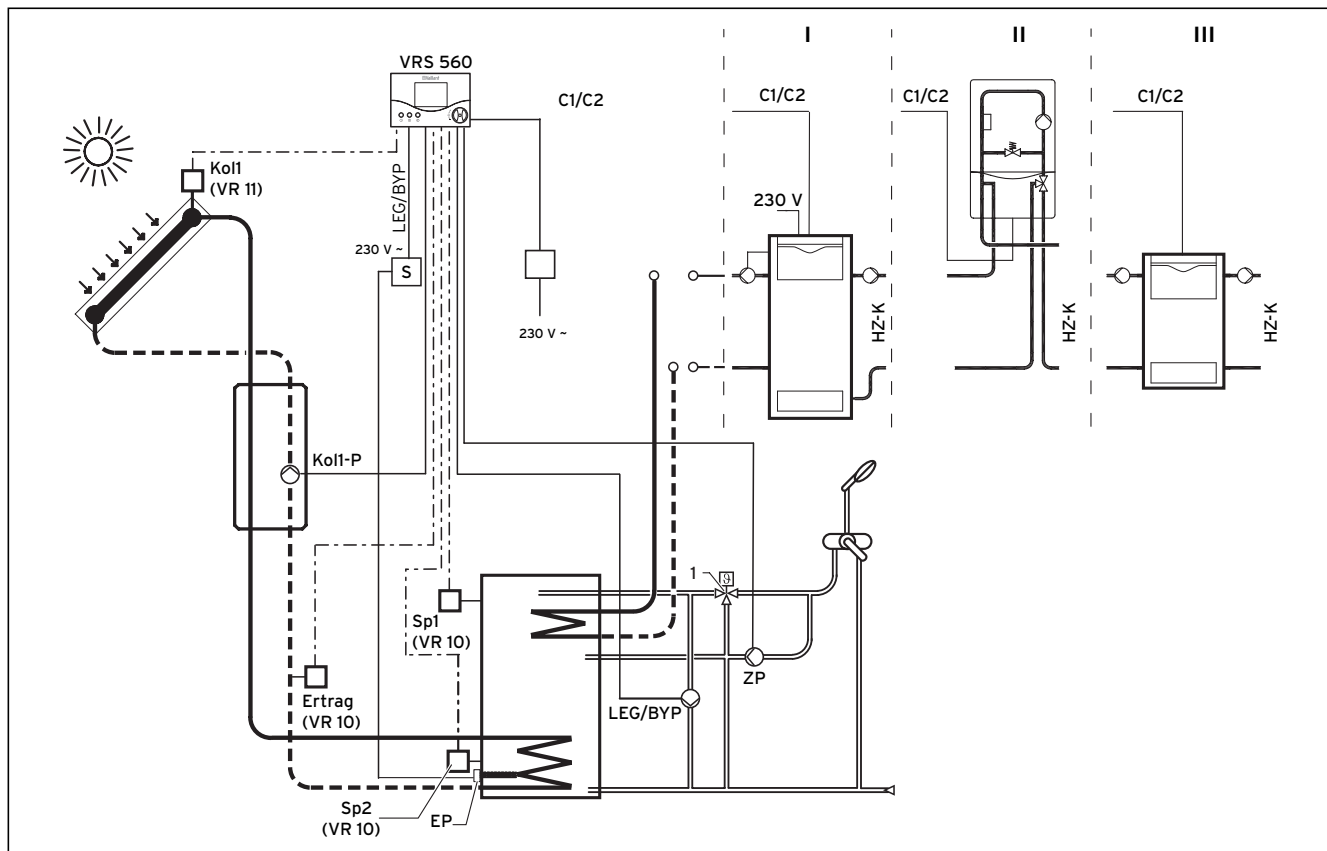 I
II
III
VRS 560
Vaillant
C1/C2
C1/C2
C1/C2
C1/C2
Kol1
(VR 11)
LEG/BYP
230 V ~
S
230 V ~
230 V
HZ-K
HZ-K
HZ-K
Kol1-P
1
ϑ
Sp1
(VR 10)
ZP
Ertrag
(VR 10)
LEG/BYP
Sp2
(VR 10)
EP